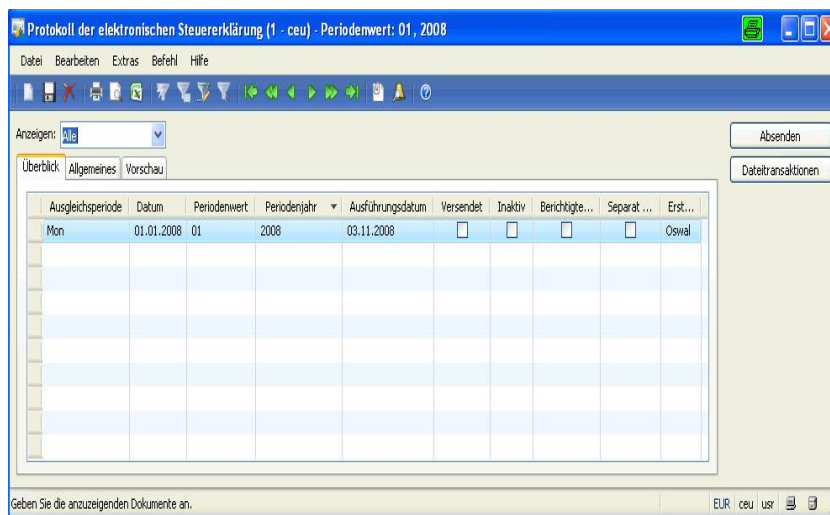 Protokoll der elektronischen Steuererklärung (1 - ceu) - Periodenwert: 01, 2008
Datei Bearbeiten Extras Befehl Hilfe
Anzeigen: Alle
Absenden
Überblick Allgemeines Vorschau
Dateitransaktionen
Ausgleichsperiode Datum Periodenwert Periodenjahr Ausführungsdatum Versendet Inaktiv Berichtigte... Separat ... Erst...
Mon 01.01.2008 01 2008 03.11.2008 Oswal
Geben Sie die anzuzeigenden Dokumente an. EUR ceu usr